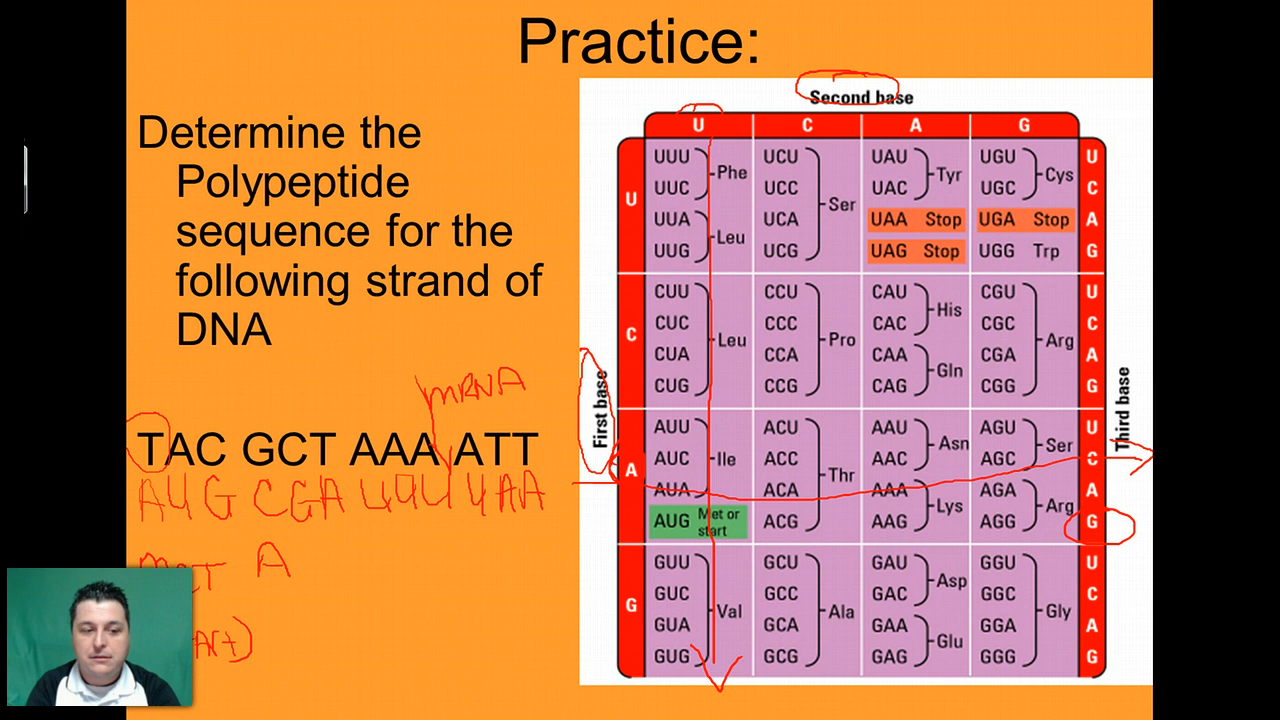 Practice:
Determine the
Polypeptide
sequence for the
following strand of
DNA
mRNA
TAC GCT AAA ATT
AUG CGA UUU UAA
A
Second base
U C A G
First base
Third base
U
UUU
UUC
Phe
UUA
UUG
Leu
UCU
UCC
UCA
UCG
Ser
UAU
UAC
Tyr
UAA Stop
UAG Stop
UGU
UGC
Cys
UGA Stop
UGG Trp
U
C
A
G
C
CUU
CUC
CUA
CUG
Leu
CCU
CCC
CCA
CCG
Pro
CAU
CAC
His
CAA
CAG
Gln
CGU
CGC
CGA
CGG
Arg
U
C
A
G
A
AUU
AUC
AUA
Ile
AUG Met or
start
ACU
ACC
ACA
ACG
Thr
AAU
AAC
Asn
AAA
AAG
Lys
AGU
AGC
Ser
AGA
AGG
Arg
U
C
A
G
G
GUU
GUC
GUA
GUG
Val
GCU
GCC
GCA
GCG
Ala
GAU
GAC
Asp
GAA
GAG
Glu
GGU
GGC
GGA
GGG
Gly
U
C
A
G